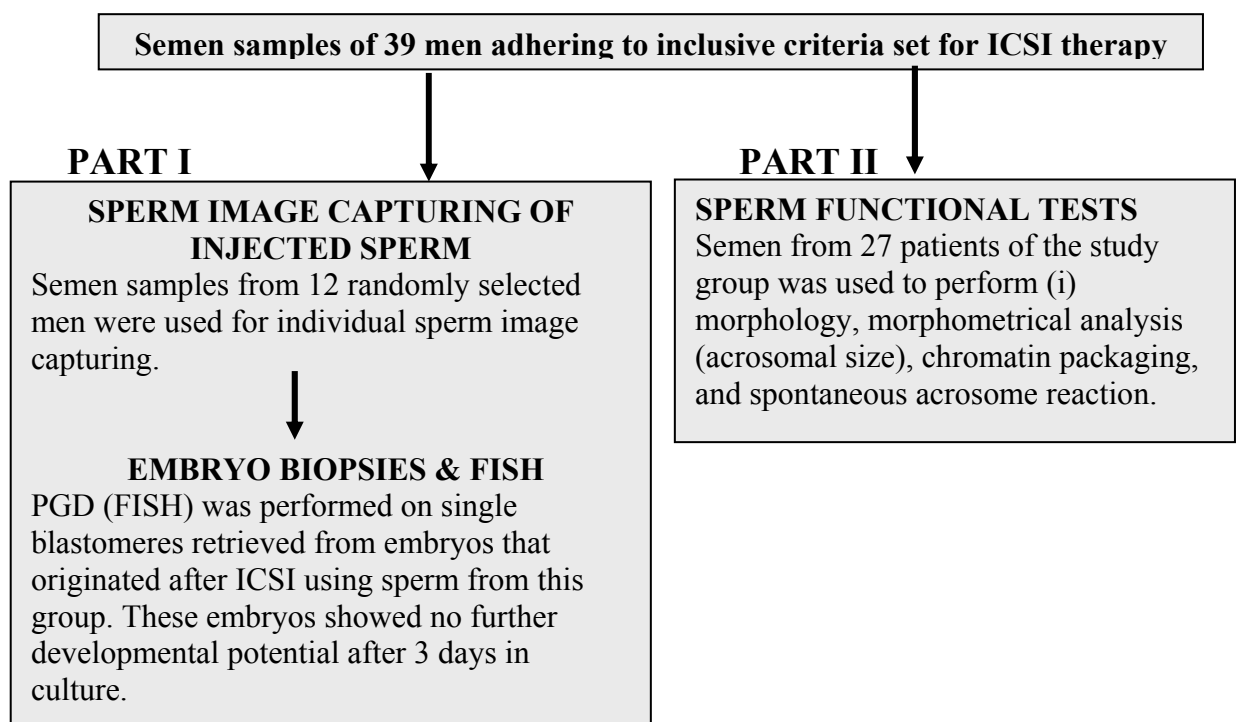 Semen samples of 39 men adhering to inclusive criteria set for ICSI therapy
PART I
SPERM IMAGE CAPTURING OF
INJECTED SPERM
Semen samples from 12 randomly selected
men were used for individual sperm image
capturing.
EMBRYO BIOPSIES & FISH
PGD (FISH) was performed on single
blastomeres retrieved from embryos that
originated after ICSI using sperm from this
group. These embryos showed no further
developmental potential after 3 days in
culture.
PART II
SPERM FUNCTIONAL TESTS
Semen from 27 patients of the study
group was used to perform (i)
morphology, morphometrical analysis
(acrosomal size), chromatin packaging,
and spontaneous acrosome reaction.